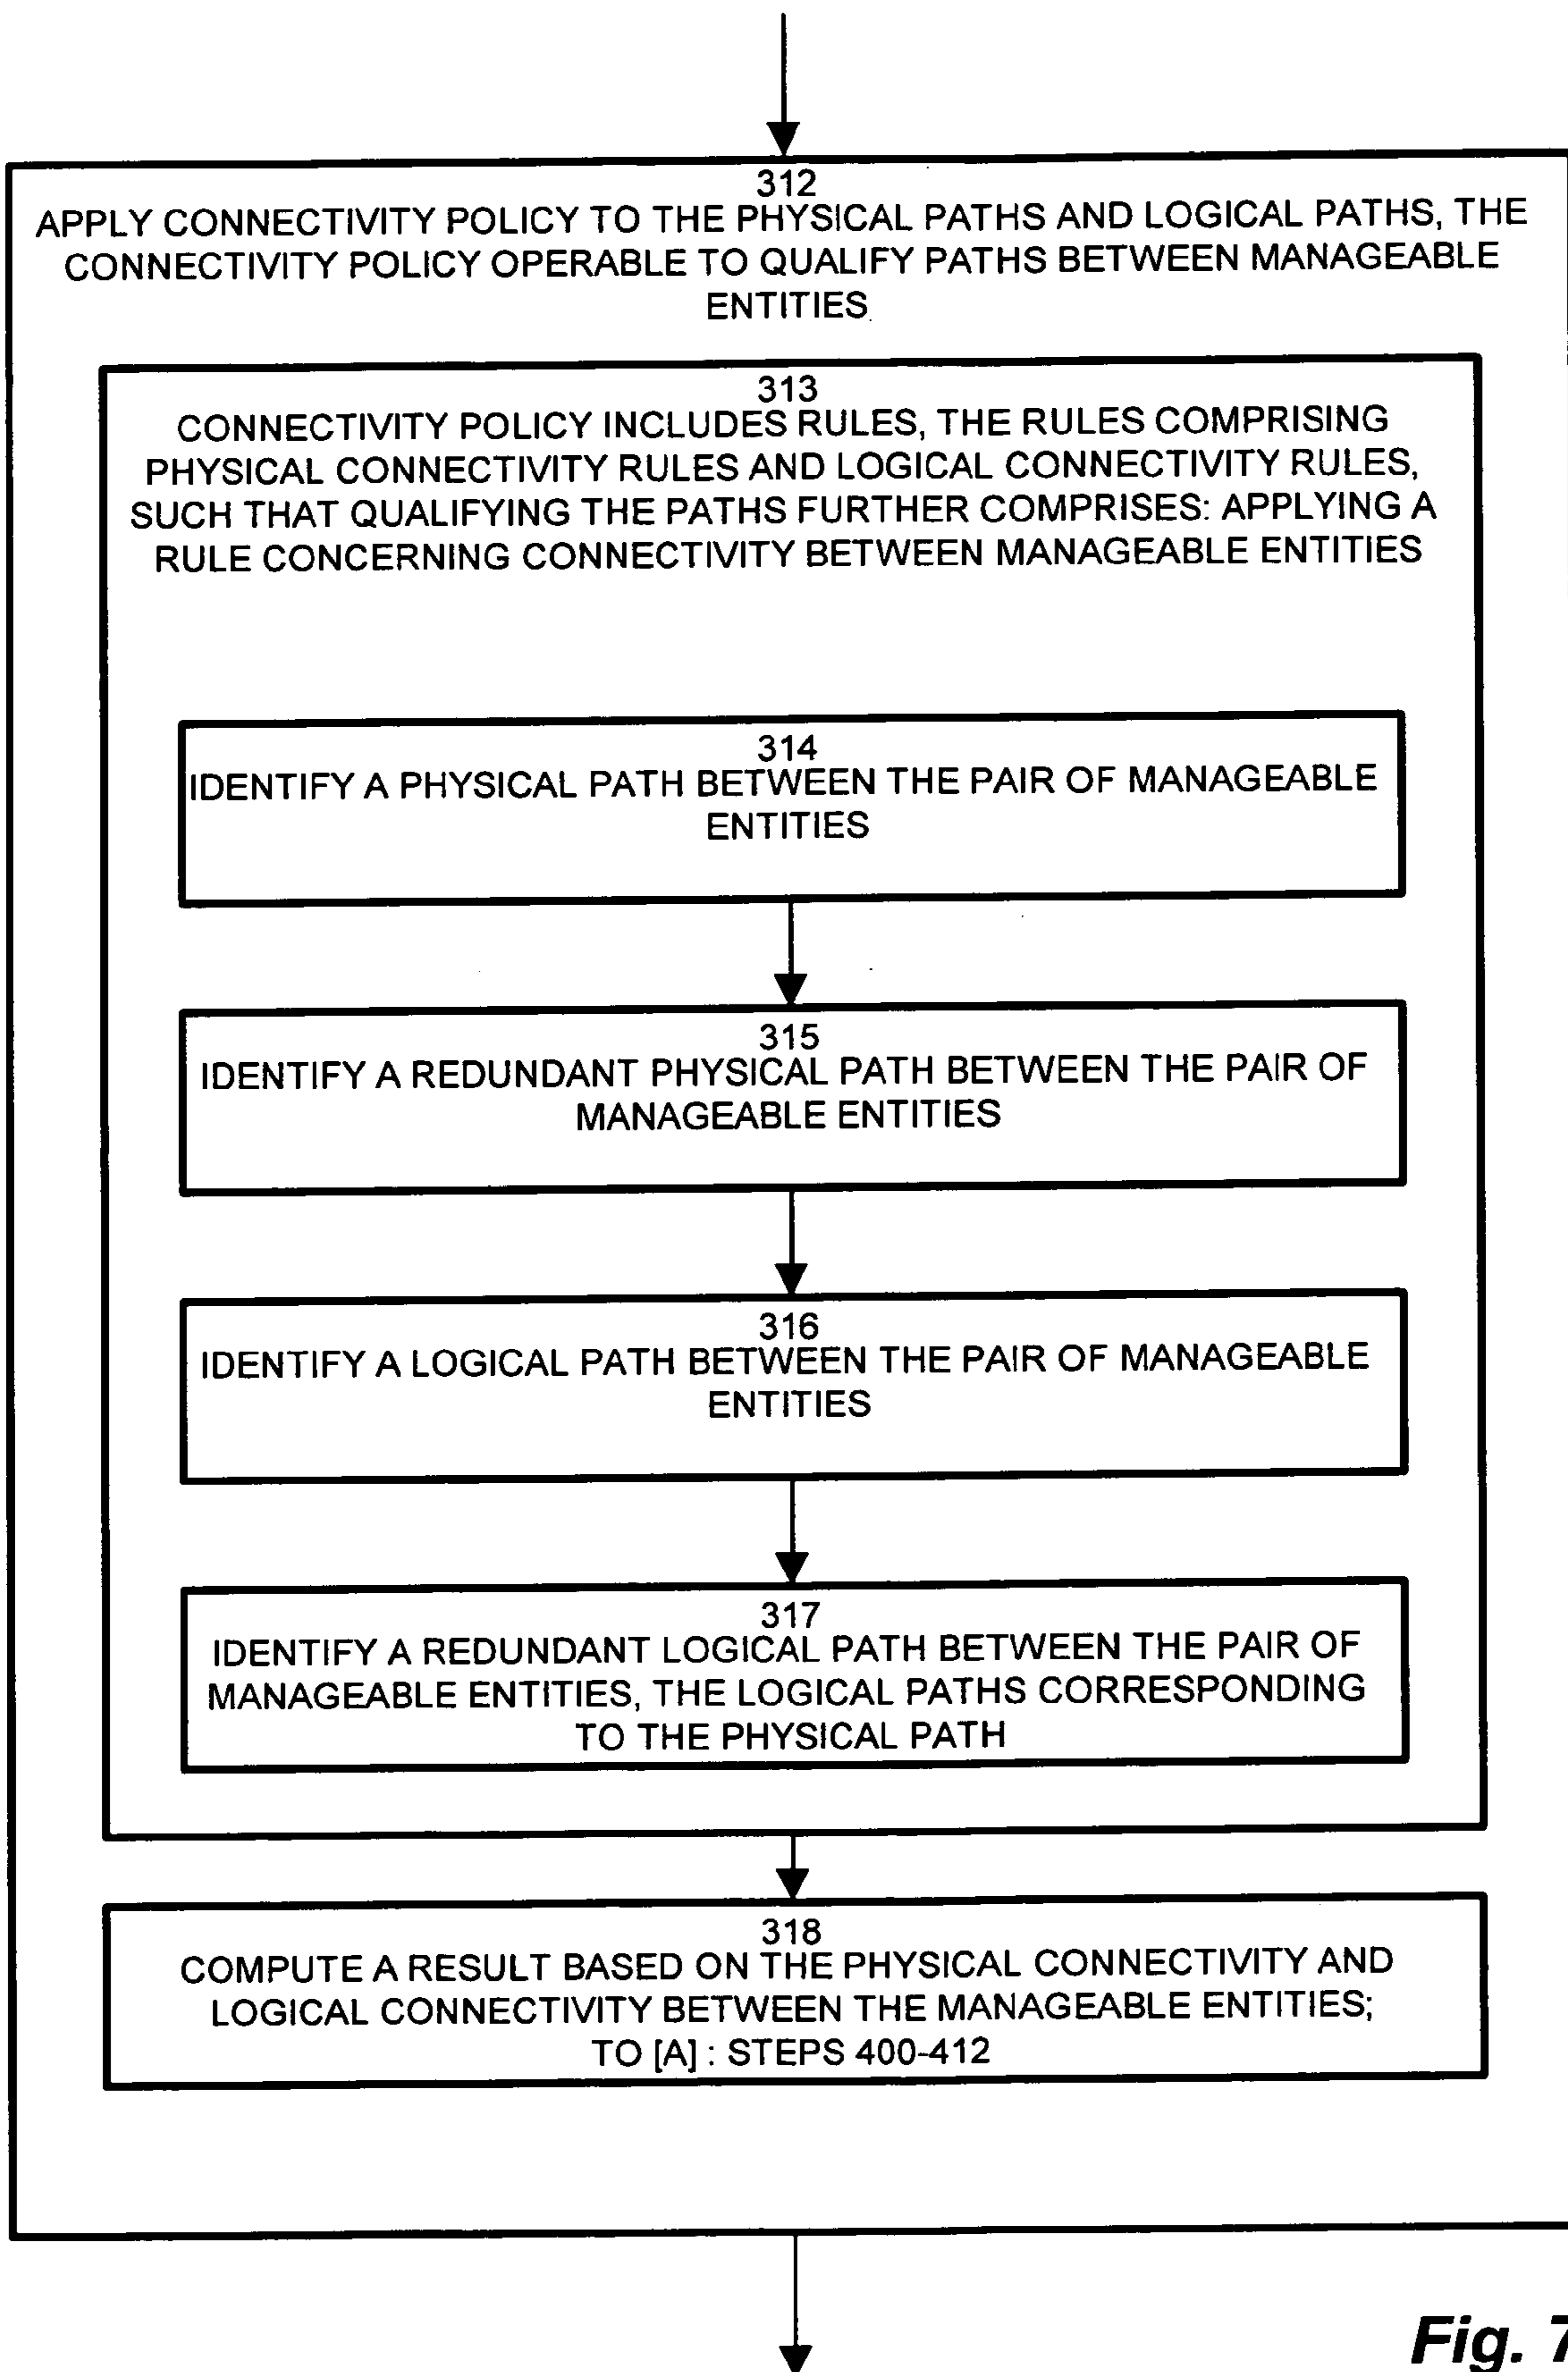 312
APPLY CONNECTIVITY POLICY TO THE PHYSICAL PATHS AND LOGICAL PATHS, THE
CONNECTIVITY POLICY OPERABLE TO QUALIFY PATHS BETWEEN MANAGEABLE
ENTITIES
313
CONNECTIVITY POLICY INCLUDES RULES, THE RULES COMPRISING
PHYSICAL CONNECTIVITY RULES AND LOGICAL CONNECTIVITY RULES,
SUCH THAT QUALIFYING THE PATHS FURTHER COMPRISES: APPLYING A
RULE CONCERNING CONNECTIVITY BETWEEN MANAGEABLE ENTITIES
314
IDENTIFY A PHYSICAL PATH BETWEEN THE PAIR OF MANAGEABLE
ENTITIES
315
IDENTIFY A REDUNDANT PHYSICAL PATH BETWEEN THE PAIR OF
MANAGEABLE ENTITIES
316
IDENTIFY A LOGICAL PATH BETWEEN THE PAIR OF MANAGEABLE
ENTITIES
317
IDENTIFY A REDUNDANT LOGICAL PATH BETWEEN THE PAIR OF
MANAGEABLE ENTITIES, THE LOGICAL PATHS CORRESPONDING
TO THE PHYSICAL PATH
318
COMPUTE A RESULT BASED ON THE PHYSICAL CONNECTIVITY AND
LOGICAL CONNECTIVITY BETWEEN THE MANAGEABLE ENTITIES;
TO [A] : STEPS 400-412
Fig. 7